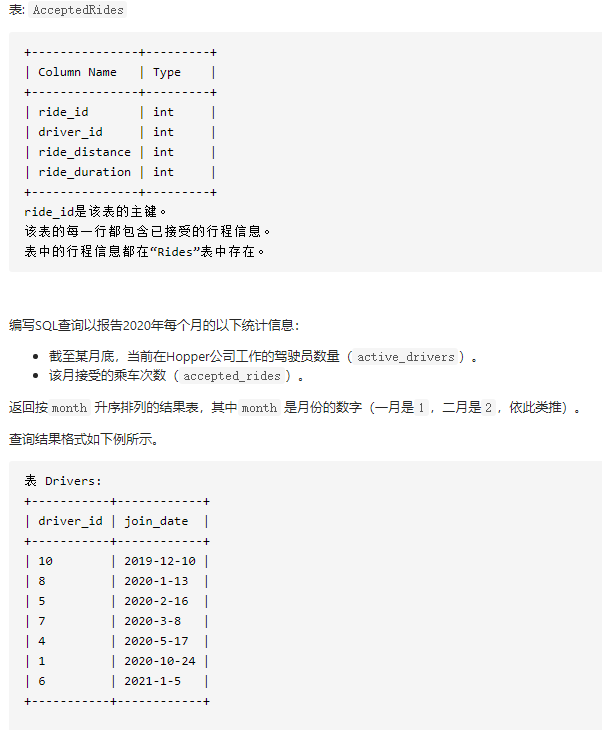 表: AcceptedRides
+---------------+---------+
| Column Name   | Type    |
+---------------+---------+
| ride_id       | int     |
| driver_id     | int     |
| ride_distance | int     |
| ride_duration | int     |
+---------------+---------+
ride_id是该表的主键。
该表的每一行都包含已接受的行程信息。
表中的行程信息都在“Rides”表中存在。
编写SQL查询以报告2020年每个月的以下统计信息：
• 截至某月底，当前在Hopper公司工作的驾驶员数量（active_drivers）。
• 该月接受的乘车次数（accepted_rides）。
返回按month 升序排列的结果表，其中month 是月份的数字（一月是1，二月是2，依此类推）。
查询结果格式如下例所示。
表 Drivers:
+-----------+------------+
| driver_id | join_date  |
+-----------+------------+
| 10        | 2019-12-10 |
| 8         | 2020-1-13  |
| 5         | 2020-2-16  |
| 7         | 2020-3-8   |
| 4         | 2020-5-17  |
| 1         | 2020-10-24 |
| 6         | 2021-1-5   |
+-----------+------------+